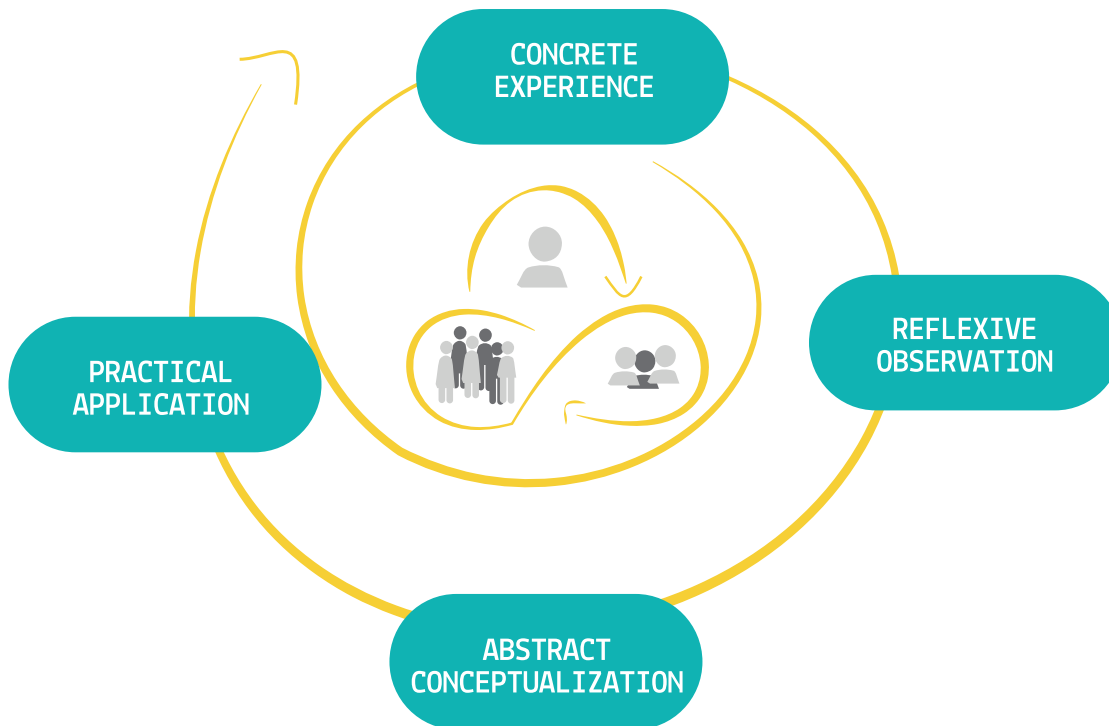 CONCRETE
EXPERIENCE
REFLEXIVE
OBSERVATION
PRACTICAL
APPLICATION
ABSTRACT
CONCEPTUALIZATION